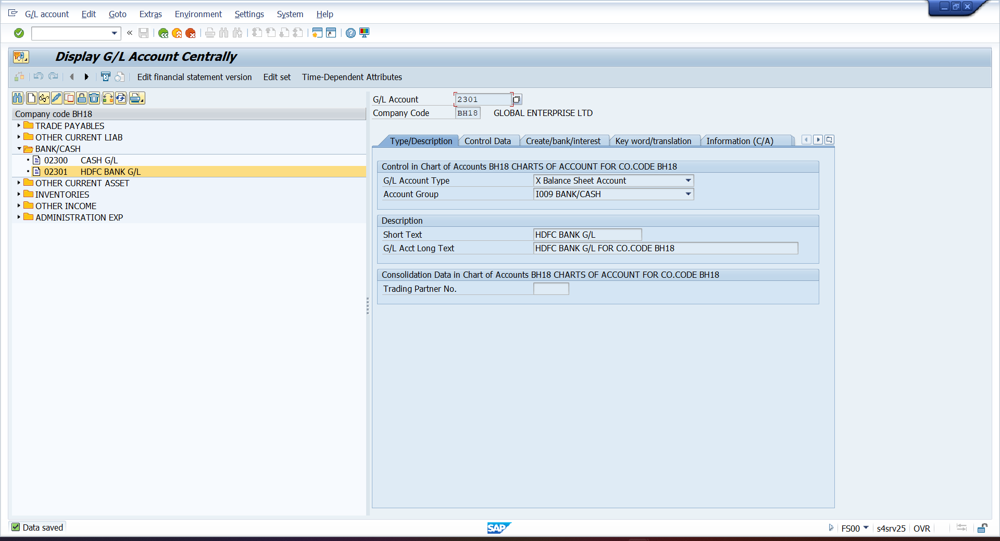 G/L account Edit Goto Extras Environment Settings System Help
Display G/L Account Centrally
Edit financial statement version Edit set Time-Dependent Attributes
Company code BH18
TRADE PAYABLES
OTHER CURRENT LIAB
BANK/CASH
02300 CASH G/L
02301 HDFC BANK G/L
OTHER CURRENT ASSET
INVENTORIES
OTHER INCOME
ADMINISTRATION EXP
G/L Account 2301
Company Code BH18 GLOBAL ENTERPRISE LTD
Type/Description Control Data Create/bank/interest Key word/translation Information (C/A)
Control in Chart of Accounts BH18 CHARTS OF ACCOUNT FOR CO.CODE BH18
G/L Account Type X Balance Sheet Account
Account Group I009 BANK/CASH
Description
Short Text HDFC BANK G/L
G/L Acct Long Text HDFC BANK G/L FOR CO.CODE BH18
Consolidation Data in Chart of Accounts BH18 CHARTS OF ACCOUNT FOR CO.CODE BH18
Trading Partner No.
Data saved SAP FS00 s4srv25 OVR